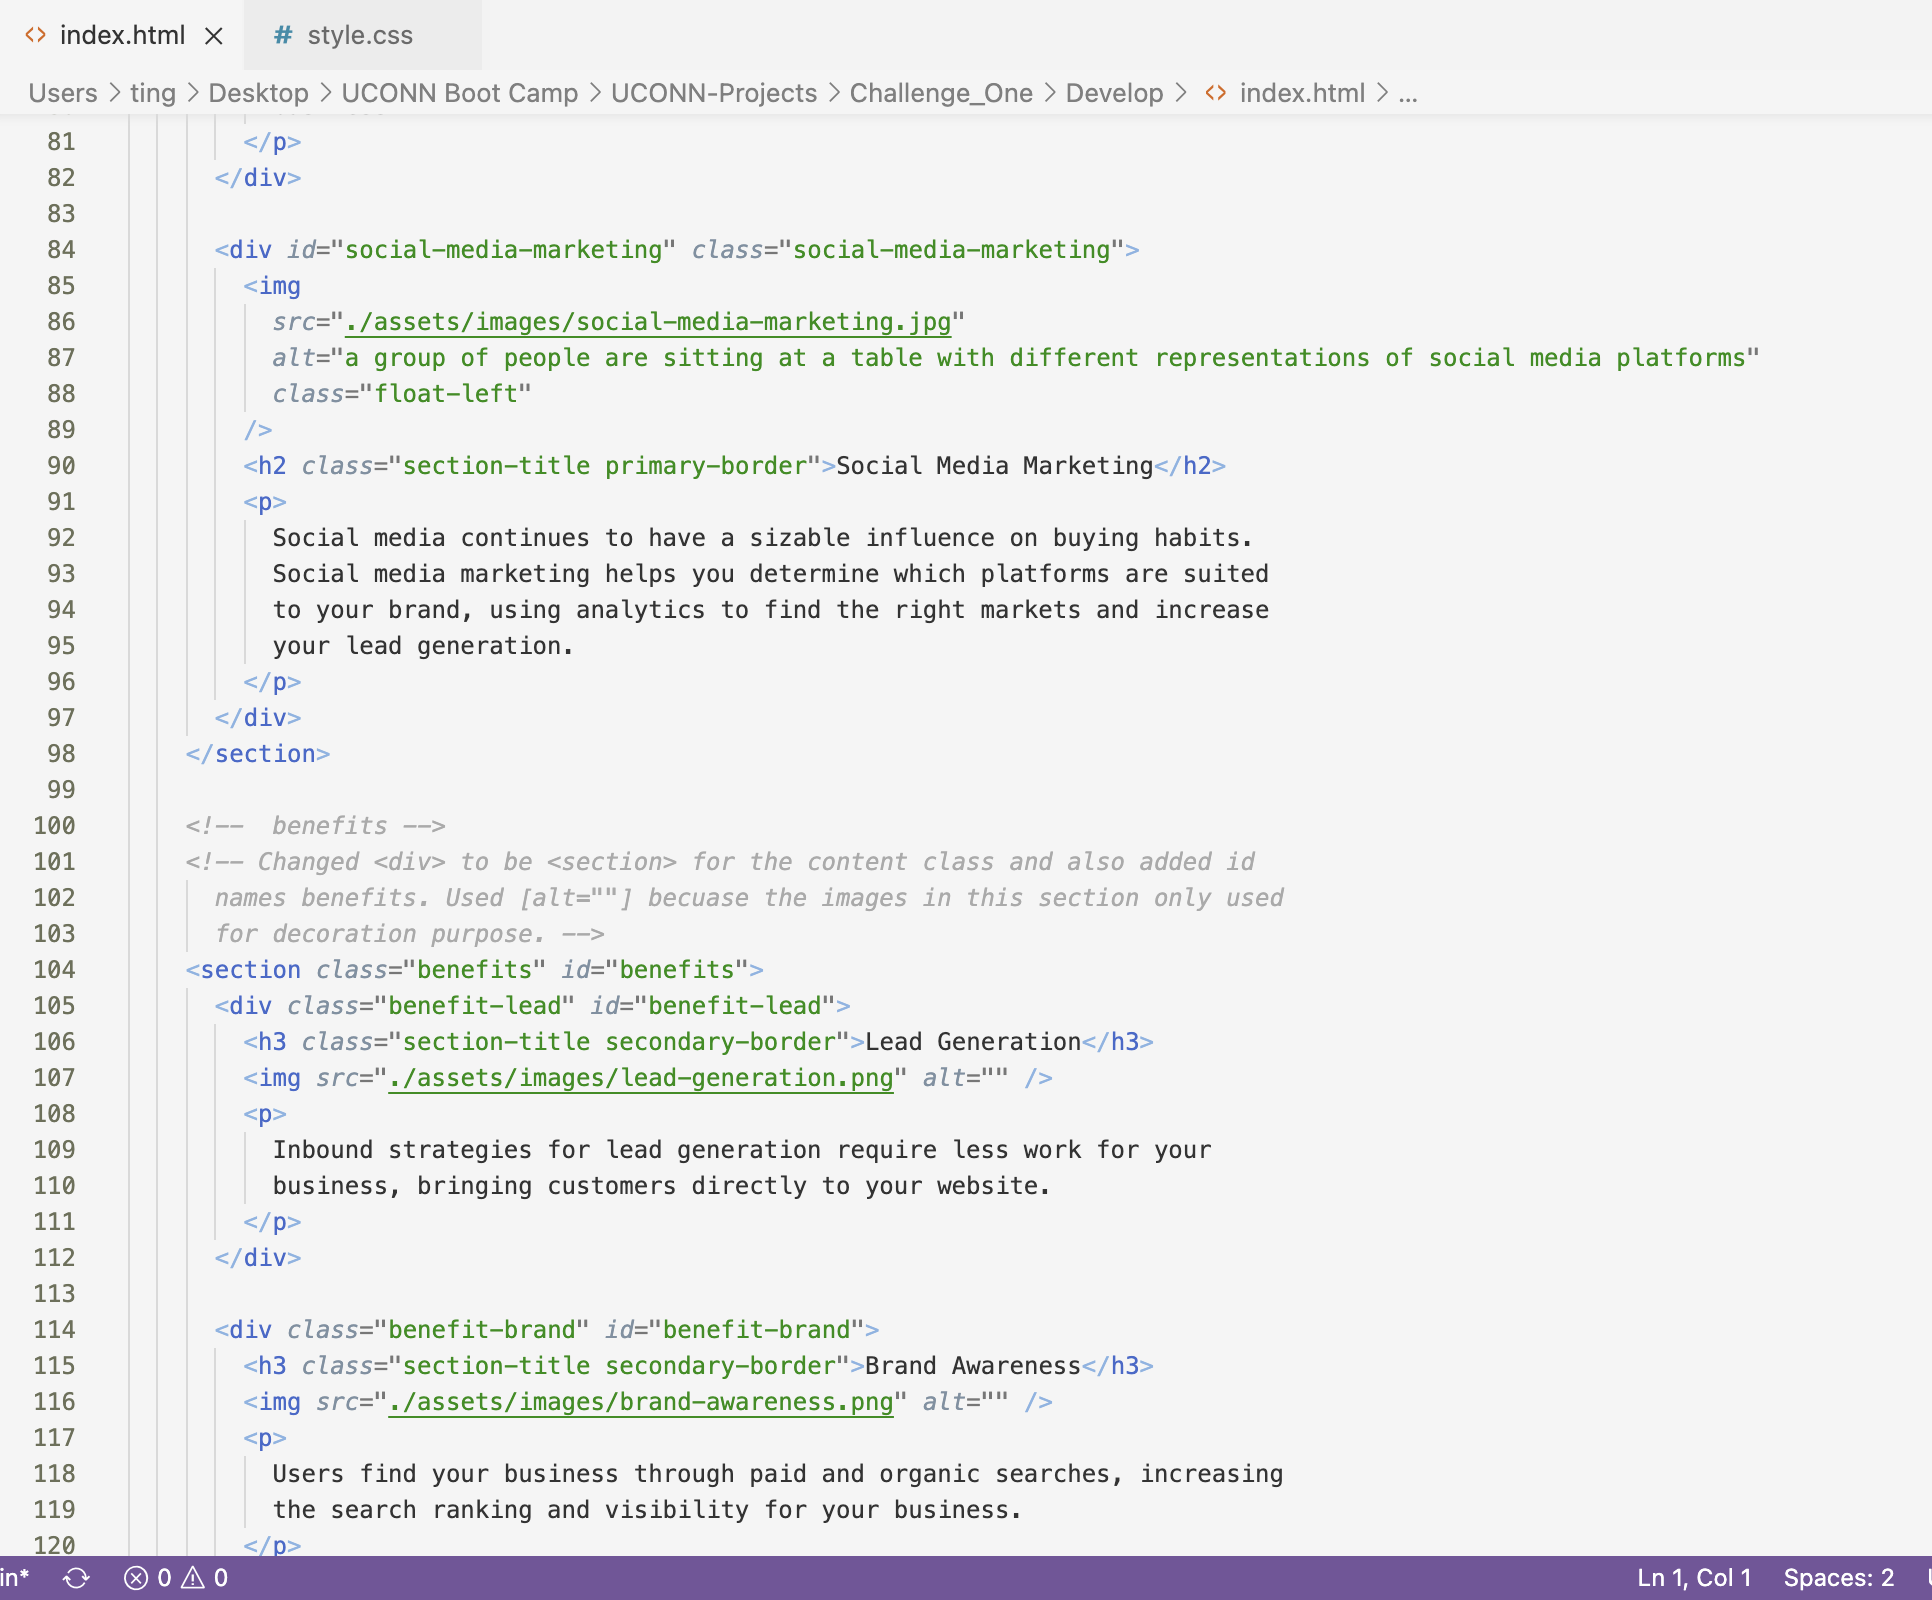 <> index.html × # style.css
Users > ting > Desktop > UCONN Boot Camp > UCONN-Projects > Challenge_One > Develop > <> index.html > ...
81 </p>
82 </div>
83
84 <div id="social-media-marketing" class="social-media-marketing">
85 <img
86 src="./assets/images/social-media-marketing.jpg"
87 alt="a group of people are sitting at a table with different representations of social media platforms"
88 class="float-left"
89 />
90 <h2 class="section-title primary-border">Social Media Marketing</h2>
91 <p>
92 Social media continues to have a sizable influence on buying habits.
93 Social media marketing helps you determine which platforms are suited
94 to your brand, using analytics to find the right markets and increase
95 your lead generation.
96 </p>
97 </div>
98 </section>
99
100 <!--  benefits -->
101 <!-- Changed <div> to be <section> for the content class and also added id
102 names benefits. Used [alt=""] becuase the images in this section only used
103 for decoration purpose. -->
104 <section class="benefits" id="benefits">
105 <div class="benefit-lead" id="benefit-lead">
106 <h3 class="section-title secondary-border">Lead Generation</h3>
107 <img src="./assets/images/lead-generation.png" alt="" />
108 <p>
109 Inbound strategies for lead generation require less work for your
110 business, bringing customers directly to your website.
111 </p>
112 </div>
113
114 <div class="benefit-brand" id="benefit-brand">
115 <h3 class="section-title secondary-border">Brand Awareness</h3>
116 <img src="./assets/images/brand-awareness.png" alt="" />
117 <p>
118 Users find your business through paid and organic searches, increasing
119 the search ranking and visibility for your business.
120 </p>
in* 0 0 Ln 1, Col 1 Spaces: 2